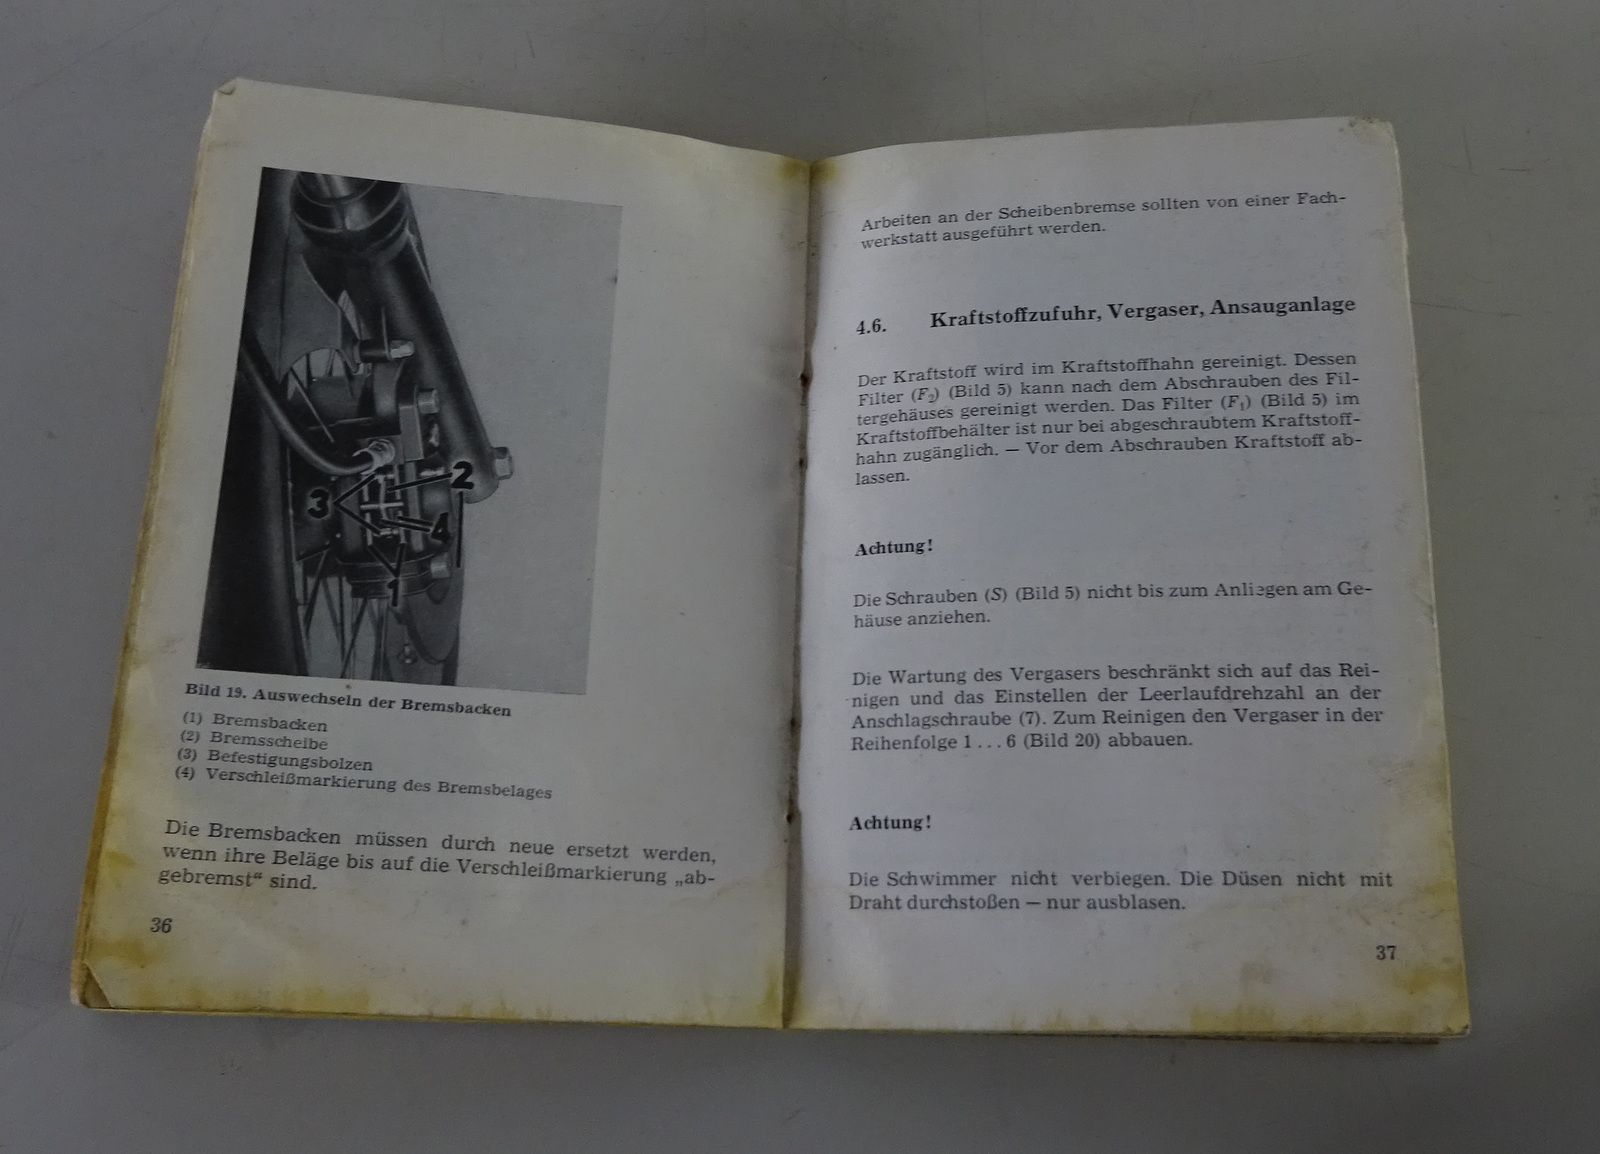 3
2
4
1
Bild 19. Auswechseln der Bremsbacken
(1) Bremsbacken
(2) Bremsscheibe
(3) Befestigungsbolzen
(4) Verschleißmarkierung des Bremsbelages
Die Bremsbacken müssen durch neue ersetzt werden,
wenn ihre Beläge bis auf die Verschleißmarkierung „ab-
gebremst“ sind.
36
Arbeiten an der Scheibenbremse sollten von einer Fach-
werkstatt ausgeführt werden.
4.6. Kraftstoffzufuhr, Vergaser, Ansauganlage
Der Kraftstoff wird im Kraftstoffhahn gereinigt. Dessen
Filter (F₂) (Bild 5) kann nach dem Abschrauben des Fil-
tergehäuses gereinigt werden. Das Filter (F₁) (Bild 5) im
Kraftstoffbehälter ist nur bei abgeschraubtem Kraftstoff-
hahn zugänglich. — Vor dem Abschrauben Kraftstoff ab-
lassen.
Achtung!
Die Schrauben (S) (Bild 5) nicht bis zum Anliegen am Ge-
häuse anziehen.
Die Wartung des Vergasers beschränkt sich auf das Rei-
nigen und das Einstellen der Leerlaufdrehzahl an der
Anschlagschraube (7). Zum Reinigen den Vergaser in der
Reihenfolge 1 . . . 6 (Bild 20) abbauen.
Achtung!
Die Schwimmer nicht verbiegen. Die Düsen nicht mit
Draht durchstoßen — nur ausblasen.
37